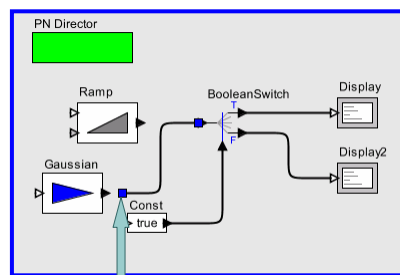 PN Director
Ramp
BooleanSwitch
Display
T
F
Gaussian
Display2
Const
true